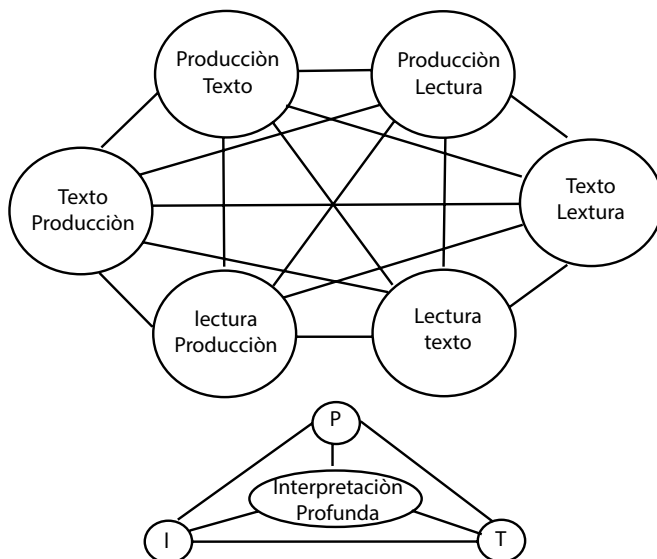 Producciòn
Texto
Producciòn
Lectura
Texto
Producciòn
Texto
Lextura
lectura
Producciòn
Lectura
texto
P
Interpretaciòn
Profunda
I
T